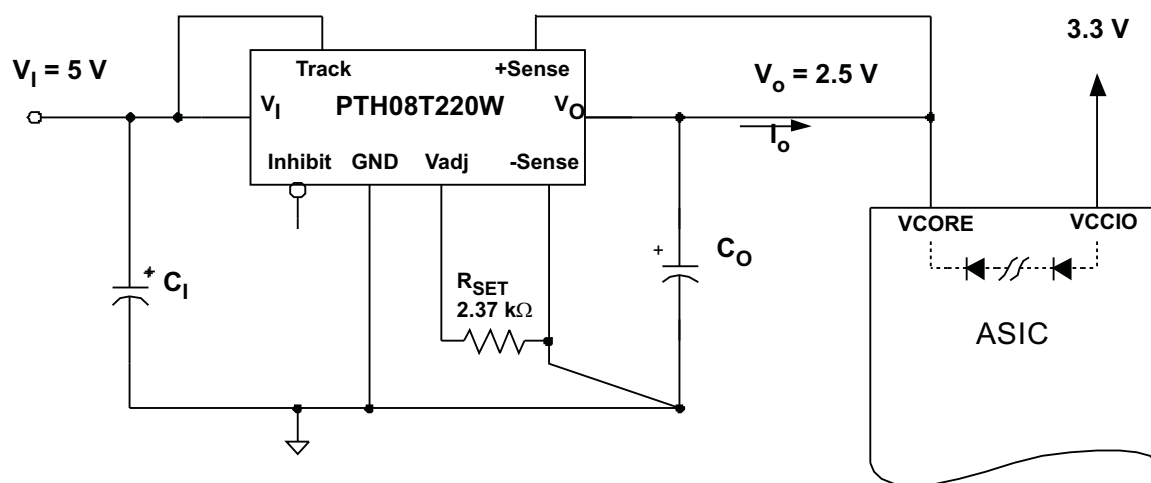 3.3 V
V_I = 5 V
Track
+Sense
V_o = 2.5 V
V_I
PTH08T220W
V_O
I_o
Inhibit
GND
Vadj
-Sense
VCORE
VCCIO
+
C_I
R_SET
2.37 kΩ
+
C_O
ASIC